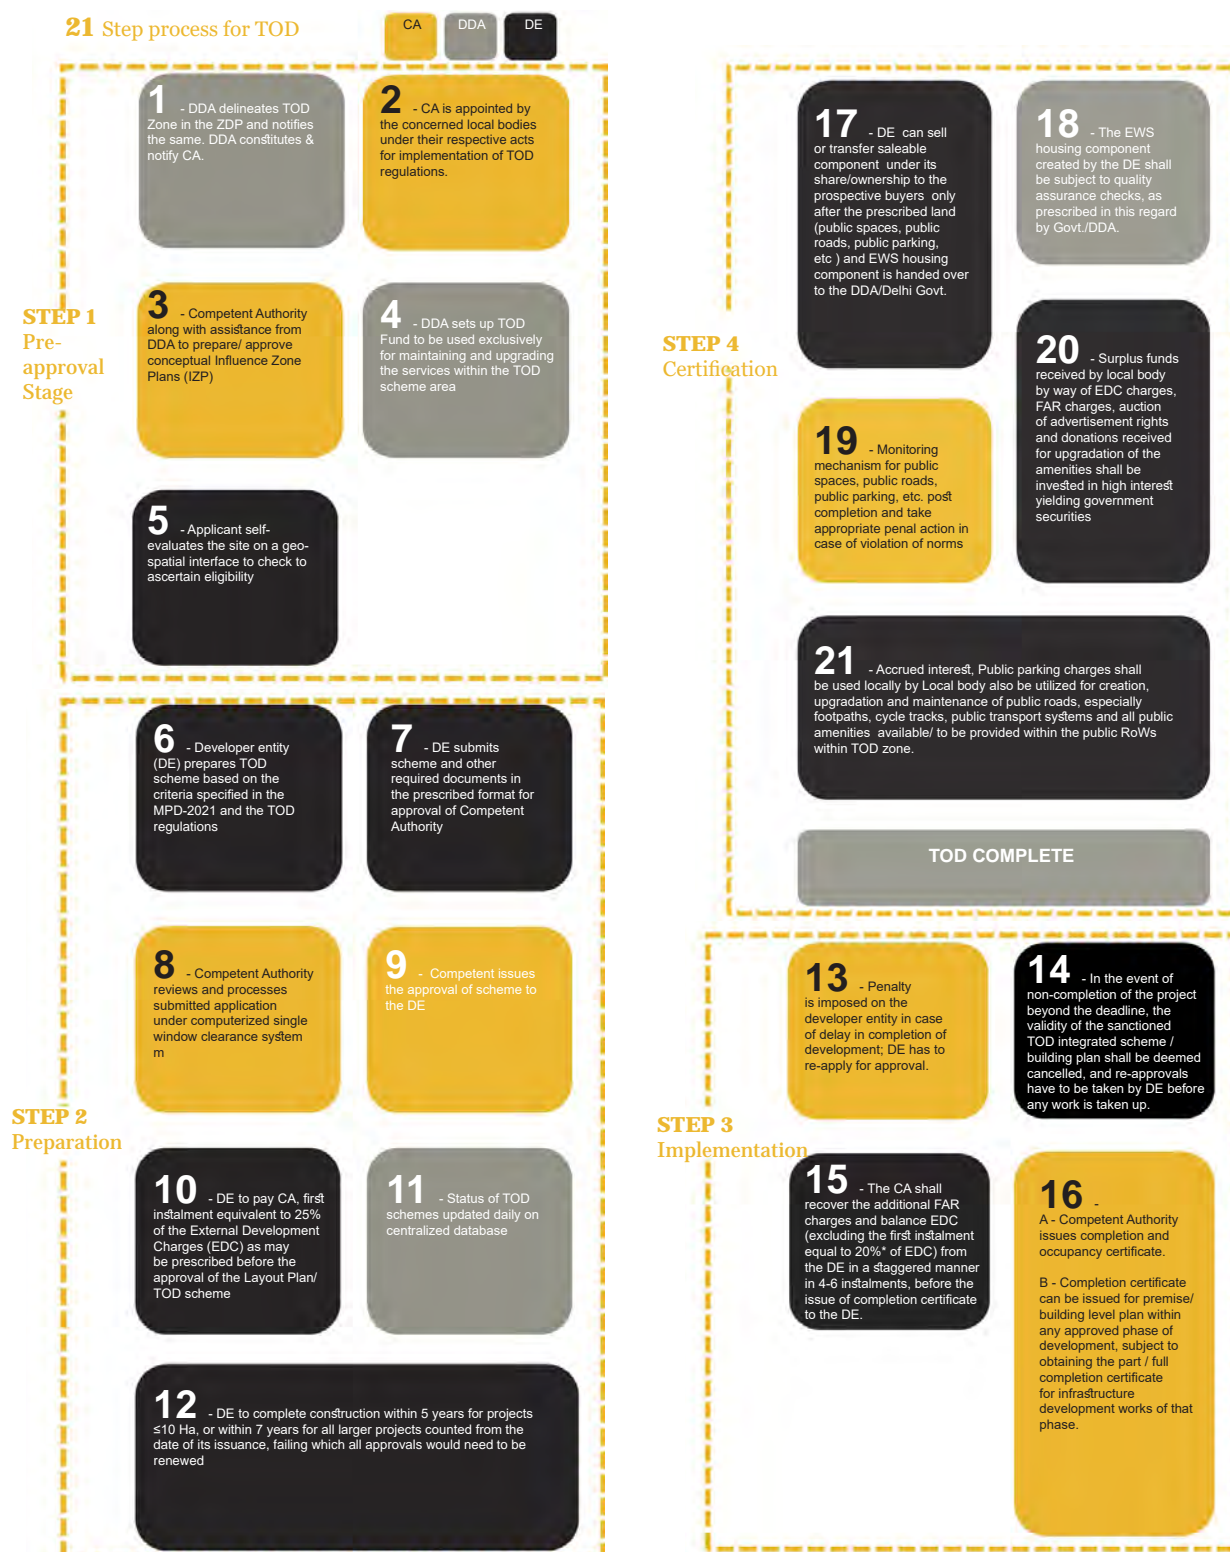 21 Step process for TOD
CA
DDA
DE
STEP 1
Pre-
approval
Stage
1 - DDA delineates TOD
Zone in the ZDP and notifies
the same. DDA constitutes &
notify CA.
2 - CA is appointed by
the concerned local bodies
under their respective acts
for implementation of TOD
regulations.
3 - Competent Authority
along with assistance from
DDA to prepare/ approve
conceptual Influence Zone
Plans (IZP)
4 - DDA sets up TOD
Fund to be used exclusively
for maintaining and upgrading
the services within the TOD
scheme area
5 - Applicant self-
evaluates the site on a geo-
spatial interface to check to
ascertain eligibility
STEP 2
Preparation
6 - Developer entity
(DE) prepares TOD
scheme based on the
criteria specified in the
MPD-2021 and the TOD
regulations
7 - DE submits
scheme and other
required documents in
the prescribed format for
approval of Competent
Authority
8 - Competent Authority
reviews and processes
submitted application
under computerized single
window clearance system
m
9 - Competent issues
the approval of scheme to
the DE
10 - DE to pay CA, first
instalment equivalent to 25%
of the External Development
Charges (EDC) as may
be prescribed before the
approval of the Layout Plan/
TOD scheme
11 - Status of TOD
schemes updated daily on
centralized database
12 - DE to complete construction within 5 years for projects
≤10 Ha, or within 7 years for all larger projects counted from the
date of its issuance, failing which all approvals would need to be
renewed
STEP 4
Certification
17 - DE can sell
or transfer saleable
component under its
share/ownership to the
prospective buyers only
after the prescribed land
(public spaces, public
roads, public parking,
etc ) and EWS housing
component is handed over
to the DDA/Delhi Govt.
18 - The EWS
housing component
created by the DE shall
be subject to quality
assurance checks, as
prescribed in this regard
by Govt./DDA.
19 - Monitoring
mechanism for public
spaces, public roads,
public parking, etc. post
completion and take
appropriate penal action in
case of violation of norms
20 - Surplus funds
received by local body
by way of EDC charges,
FAR charges, auction
of advertisement rights
and donations received
for upgradation of the
amenities shall be
invested in high interest
yielding government
securities
21 - Accrued interest, Public parking charges shall
be used locally by Local body also be utilized for creation,
upgradation and maintenance of public roads, especially
footpaths, cycle tracks, public transport systems and all public
amenities available/ to be provided within the public RoWs
within TOD zone.
TOD COMPLETE
STEP 3
Implementation
13 - Penalty
is imposed on the
developer entity in case
of delay in completion of
development; DE has to
re-apply for approval.
14 - In the event of
non-completion of the project
beyond the deadline, the
validity of the sanctioned
TOD integrated scheme /
building plan shall be deemed
cancelled, and re-approvals
have to be taken by DE before
any work is taken up.
15 - The CA shall
recover the additional FAR
charges and balance EDC
(excluding the first instalment
equal to 20%* of EDC) from
the DE in a staggered manner
in 4-6 instalments, before the
issue of completion certificate
to the DE.
16 -
A - Competent Authority
issues completion and
occupancy certificate.
B - Completion certificate
can be issued for premise/
building level plan within
any approved phase of
development, subject to
obtaining the part / full
completion certificate
for infrastructure
development works of that
phase.